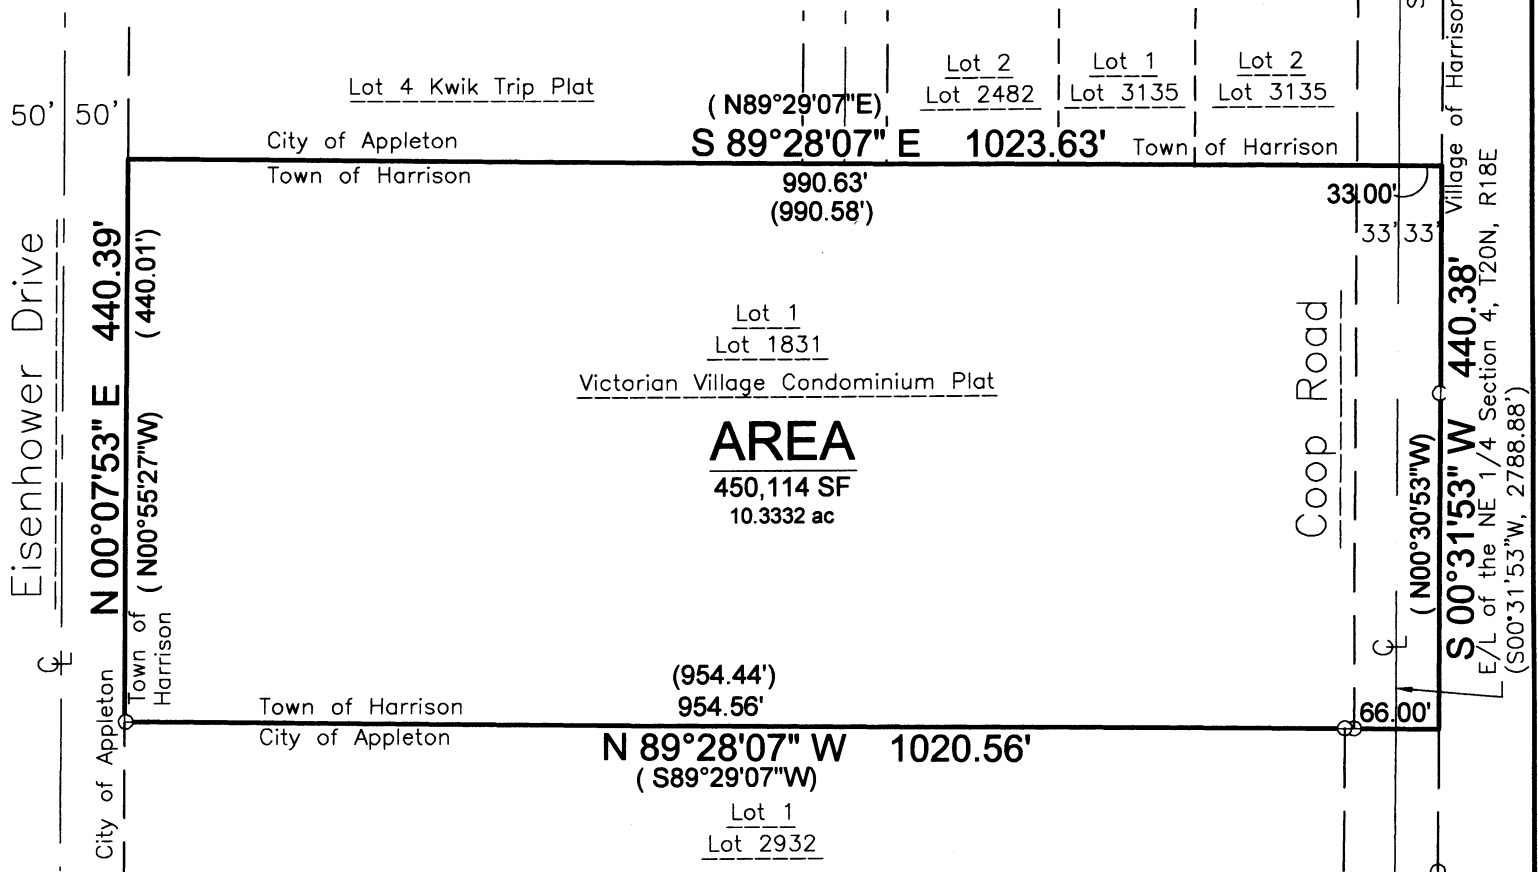 50' 50'
Lot 4 Kwik Trip Plat
Lot 2
Lot 2482
Lot 1
Lot 3135
Lot 2
Lot 3135
( N89°29'07"E)
City of Appleton
S 89°28'07" E 1023.63'
Town of Harrison
Town of Harrison
990.63'
(990.58')
33.00'
33' 33'
Village of Harrison
Eisenhower Drive
N 00°07'53" E 440.39'
( N00°55'27"W) ( 440.01')
Lot 1
Lot 1831
Victorian Village Condominium Plat
AREA
450,114 SF
10.3332 ac
Coop Road
( N00°30'53"W)
S 00°31'53" W 440.38'
E/L of the NE 1/4 Section 4, T20N, R18E
(S00°31'53"W, 2788.88')
Town of
Harrison
City of Appleton
(954.44')
954.56'
Town of Harrison
City of Appleton
66.00'
N 89°28'07" W 1020.56'
( S89°29'07"W)
Lot 1
Lot 2932